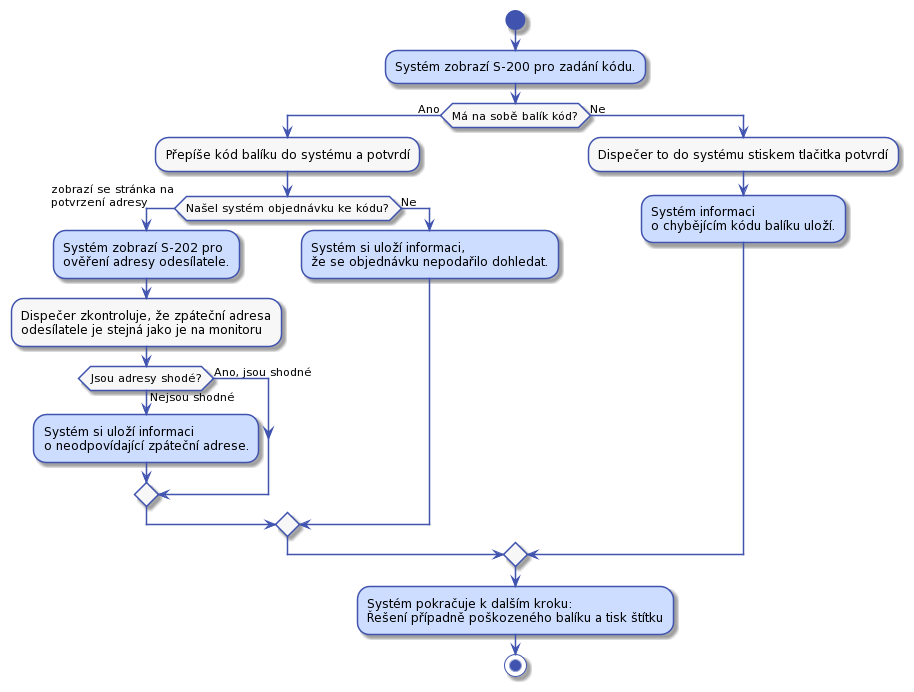 Systém zobrazí S-200 pro zadání kódu.
Ano
Má na sobě balík kód?
Ne
Přepíše kód balíku do systému a potvrdí
Dispečer to do systému stiskem tlačitka potvrdí
zobrazí se stránka na
potvrzení adresy
Našel systém objednávku ke kódu?
Ne
Systém informaci
o chybějícím kódu balíku uloží.
Systém zobrazí S-202 pro
ověření adresy odesílatele.
Systém si uloží informaci,
že se objednávku nepodařilo dohledat.
Dispečer zkontroluje, že zpáteční adresa
odesílatele je stejná jako je na monitoru
Jsou adresy shodé?
Ano, jsou shodné
Nejsou shodné
Systém si uloží informaci
o neodpovídající zpáteční adrese.
Systém pokračuje k dalším kroku:
Řešení případně poškozeného balíku a tisk štítku